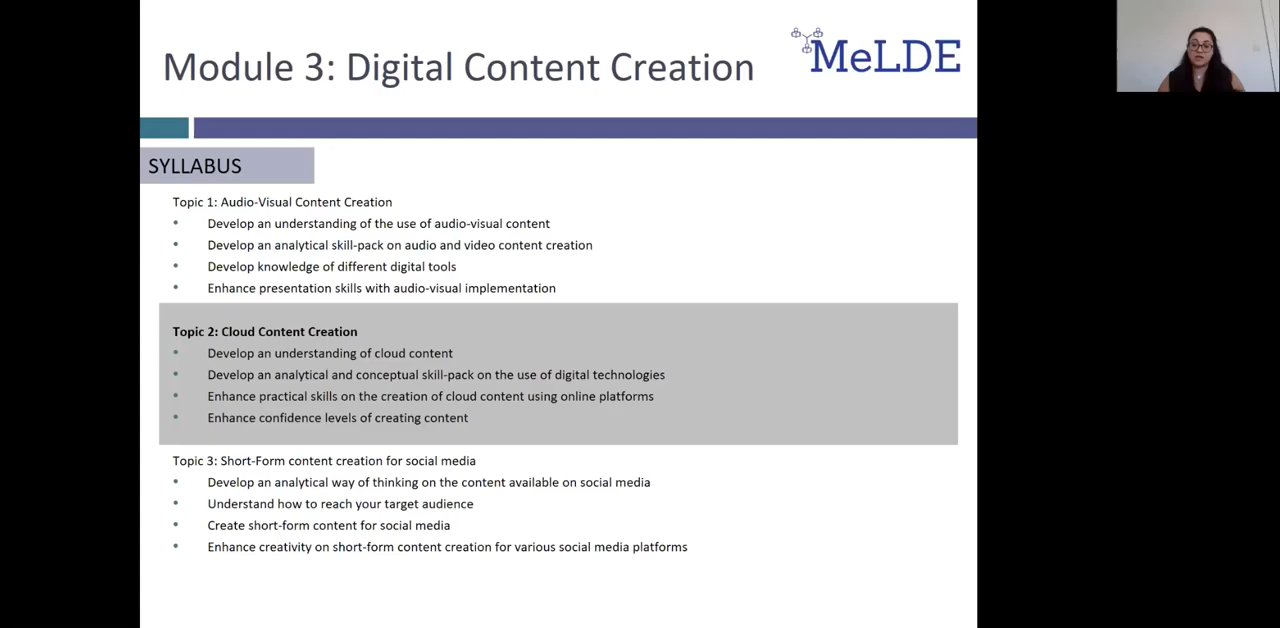 Module 3: Digital Content Creation
MeLDE
SYLLABUS
Topic 1: Audio-Visual Content Creation
• Develop an understanding of the use of audio-visual content
• Develop an analytical skill-pack on audio and video content creation
• Develop knowledge of different digital tools
• Enhance presentation skills with audio-visual implementation
Topic 2: Cloud Content Creation
• Develop an understanding of cloud content
• Develop an analytical and conceptual skill-pack on the use of digital technologies
• Enhance practical skills on the creation of cloud content using online platforms
• Enhance confidence levels of creating content
Topic 3: Short-Form content creation for social media
• Develop an analytical way of thinking on the content available on social media
• Understand how to reach your target audience
• Create short-form content for social media
• Enhance creativity on short-form content creation for various social media platforms